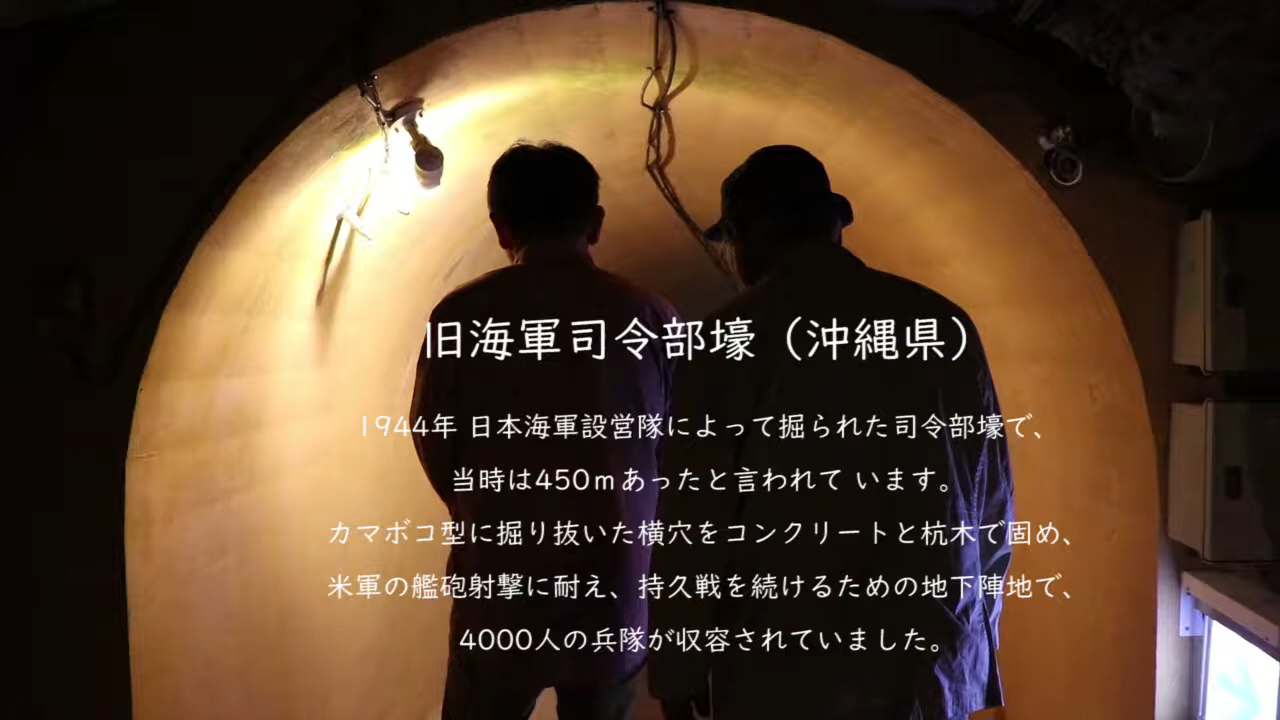 旧海軍司令部壕（沖縄県）
1944年 日本海軍設営隊によって掘られた司令部壕で、
当時は450mあったと言われて います。
カマボコ型に掘り抜いた横穴をコンクリートと杭木で固め、
米軍の艦砲射撃に耐え、持久戦を続けるための地下陣地で、
4000人の兵隊が収容されていました。